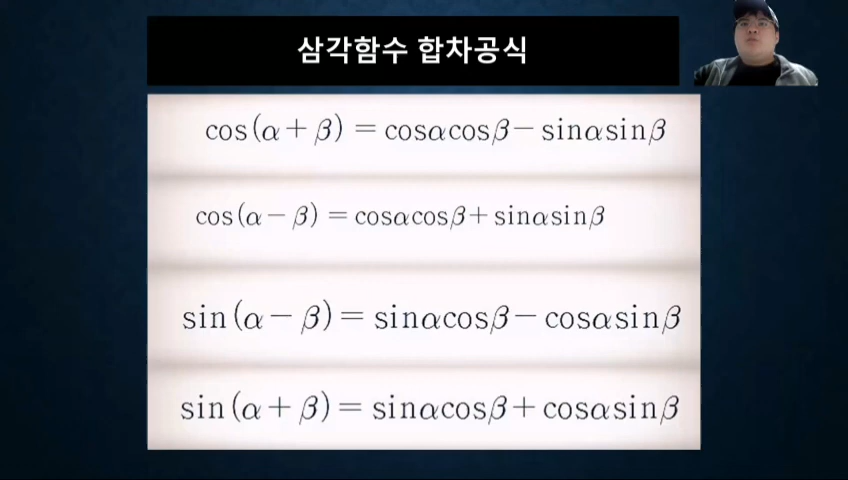 삼각함수 합차공식
cos(α + β) = cosαcosβ − sinαsinβ
cos(α − β) = cosαcosβ + sinαsinβ
sin(α − β) = sinαcosβ − cosαsinβ
sin(α + β) = sinαcosβ + cosαsinβ